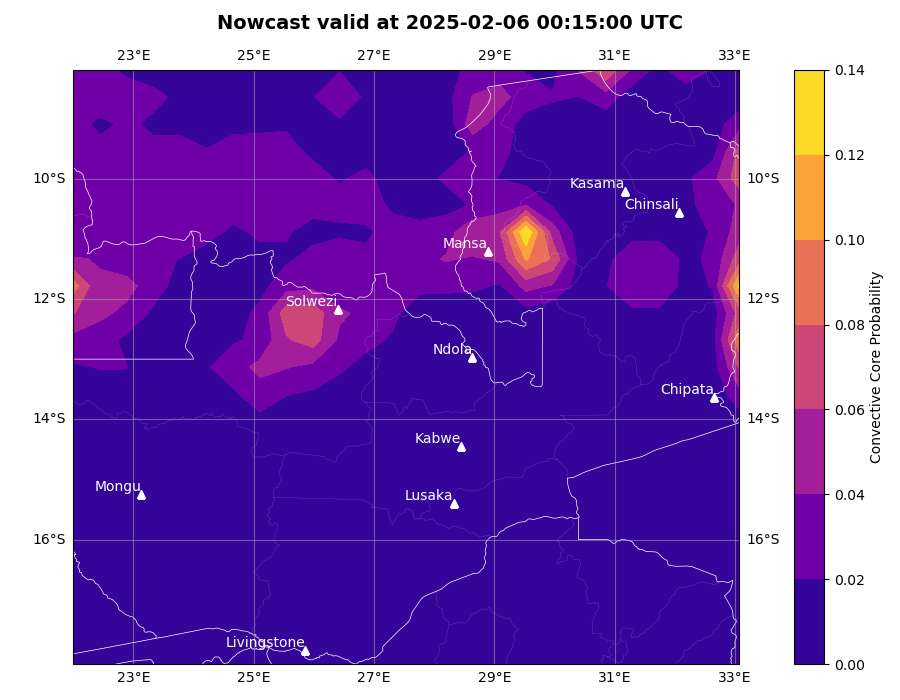 Nowcast valid at 2025-02-06 00:15:00 UTC
23°E 25°E 27°E 29°E 31°E 33°E
0.14
0.12
10°S Kasama 10°S
Chinsali
0.10
Mansa
12°S Solwezi 12°S
0.08
Ndola
Chipata
0.06
14°S 14°S
Kabwe
Mongu Lusaka
0.04
16°S 16°S
0.02
Livingstone
0.00
23°E 25°E 27°E 29°E 31°E 33°E
Convective Core Probability